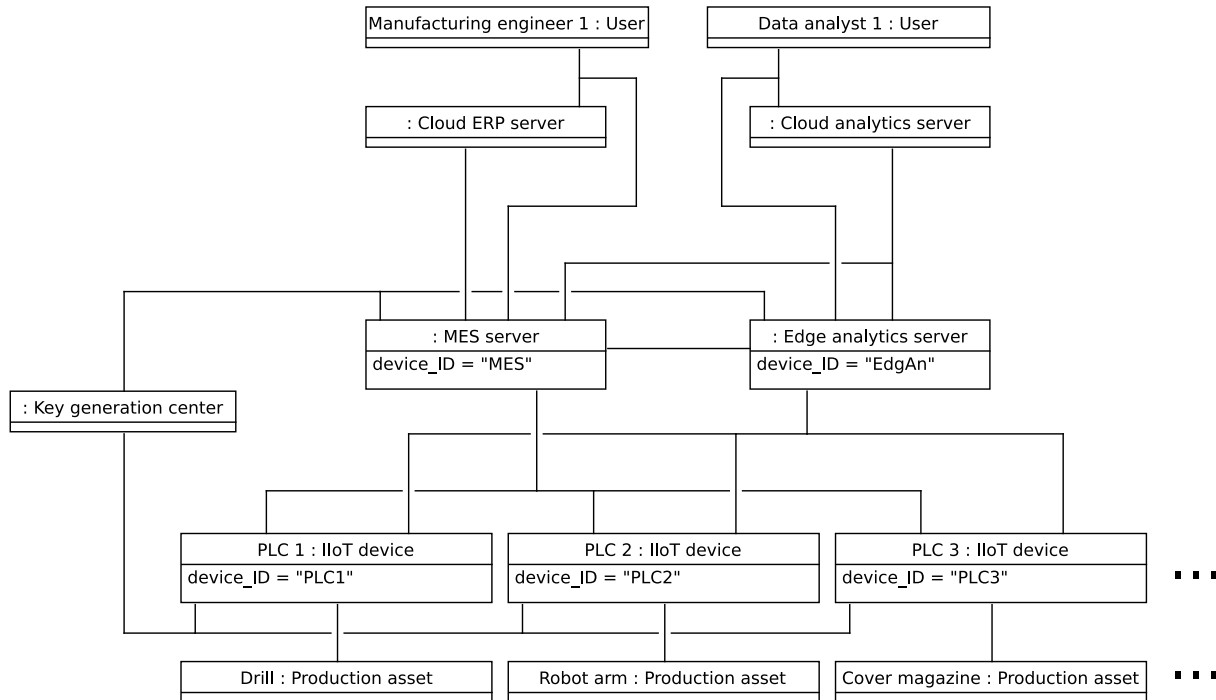 Manufacturing engineer 1 : User
Data analyst 1 : User
: Cloud ERP server
: Cloud analytics server
: MES server
device_ID = "MES"
: Edge analytics server
device_ID = "EdgAn"
: Key generation center
PLC 1 : IIoT device
device_ID = "PLC1"
PLC 2 : IIoT device
device_ID = "PLC2"
PLC 3 : IIoT device
device_ID = "PLC3"
Drill : Production asset
Robot arm : Production asset
Cover magazine : Production asset